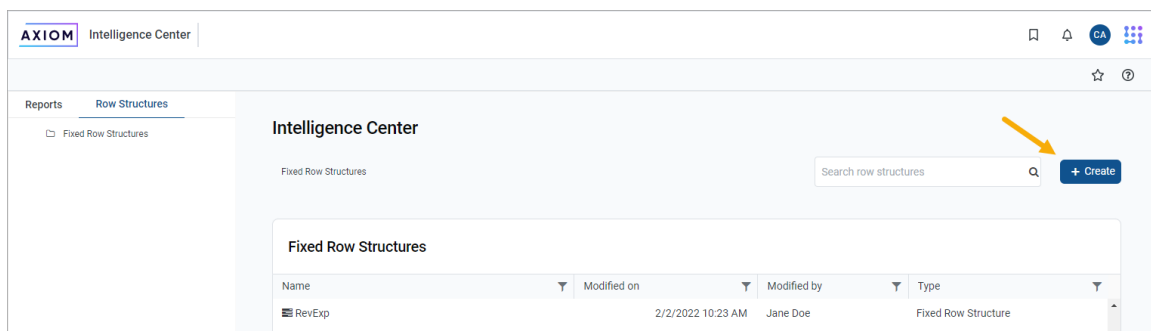 AXIOM Intelligence Center
CA
Reports Row Structures
Fixed Row Structures
Intelligence Center
Fixed Row Structures
Search row structures
+ Create
Fixed Row Structures
Name Modified on Modified by Type
RevExp 2/2/2022 10:23 AM Jane Doe Fixed Row Structure